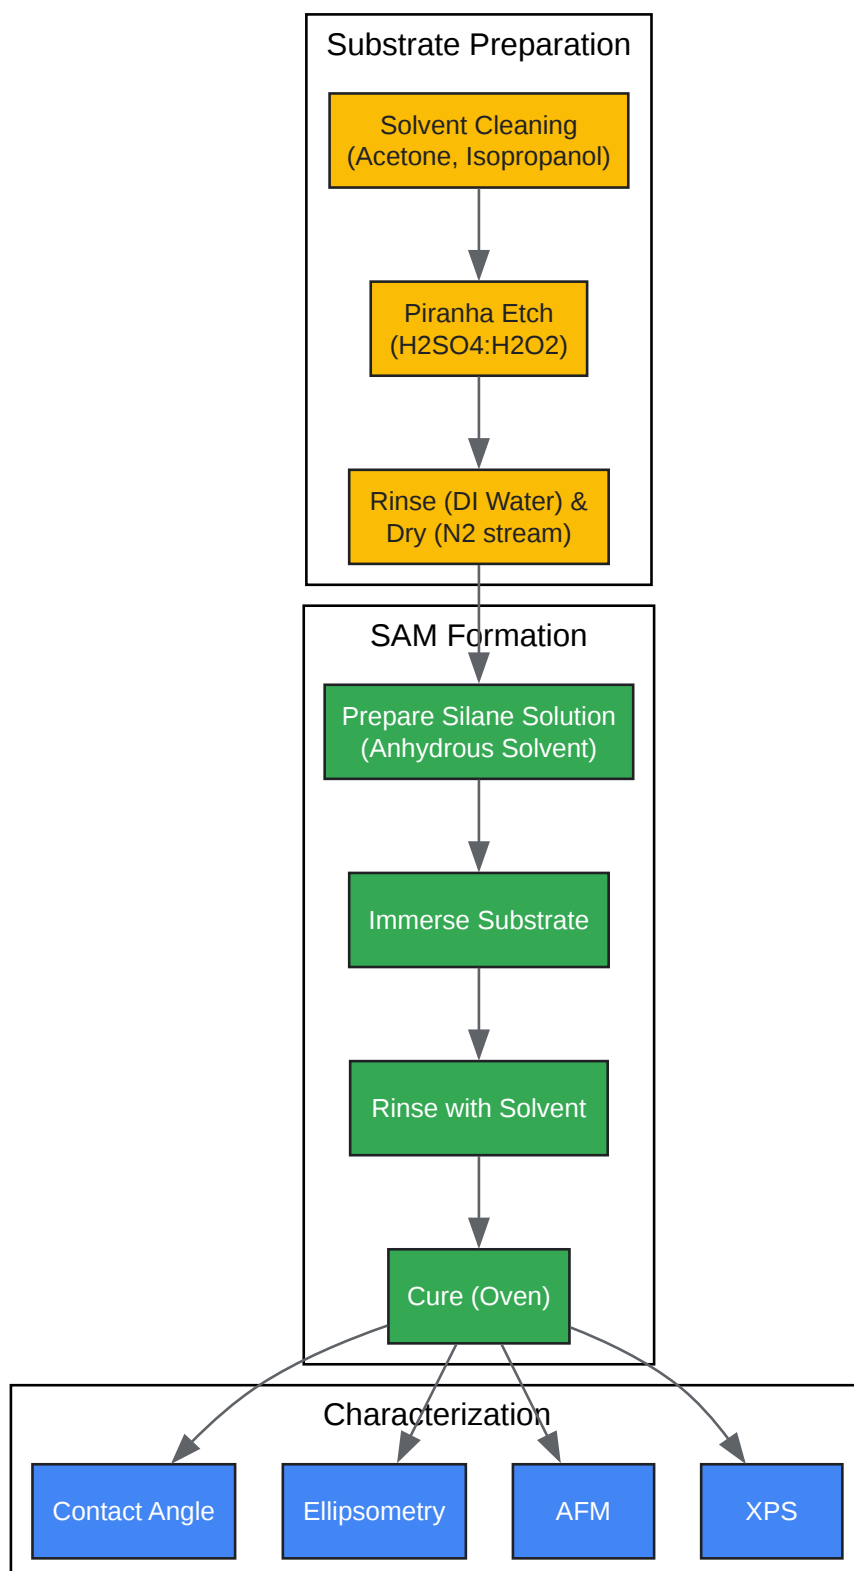 Substrate Preparation
Solvent Cleaning
(Acetone, Isopropanol)
Piranha Etch
(H2SO4:H2O2)
Rinse (DI Water) &
Dry (N2 stream)
SAM Formation
Prepare Silane Solution
(Anhydrous Solvent)
Immerse Substrate
Rinse with Solvent
Cure (Oven)
Characterization
Contact Angle
Ellipsometry
AFM
XPS